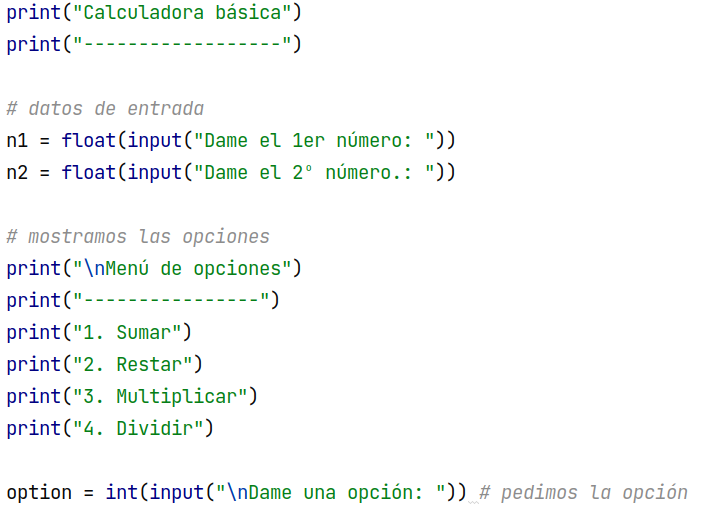 print("Calculadora básica")
print("------------------")
# datos de entrada
n1 = float(input("Dame el 1er número: "))
n2 = float(input("Dame el 2º número.: "))
# mostramos las opciones
print("\nMenú de opciones")
print("----------------")
print("1. Sumar")
print("2. Restar")
print("3. Multiplicar")
print("4. Dividir")
option = int(input("\nDame una opción: ")) # pedimos la opción